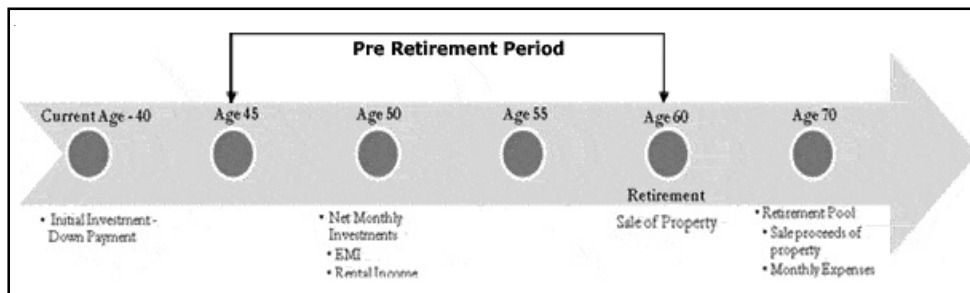 Pre Retirement Period
Current Age - 40
Age 45
Age 50
Age 55
Age 60
Age 70
• Initial Investment-
Down Payment
• Net Monthly
Investments
• EMI
• Rental Income
Retirement
Sale of Property
• Retirement Pool
• Sale proceeds of
property
• Monthly Expenses